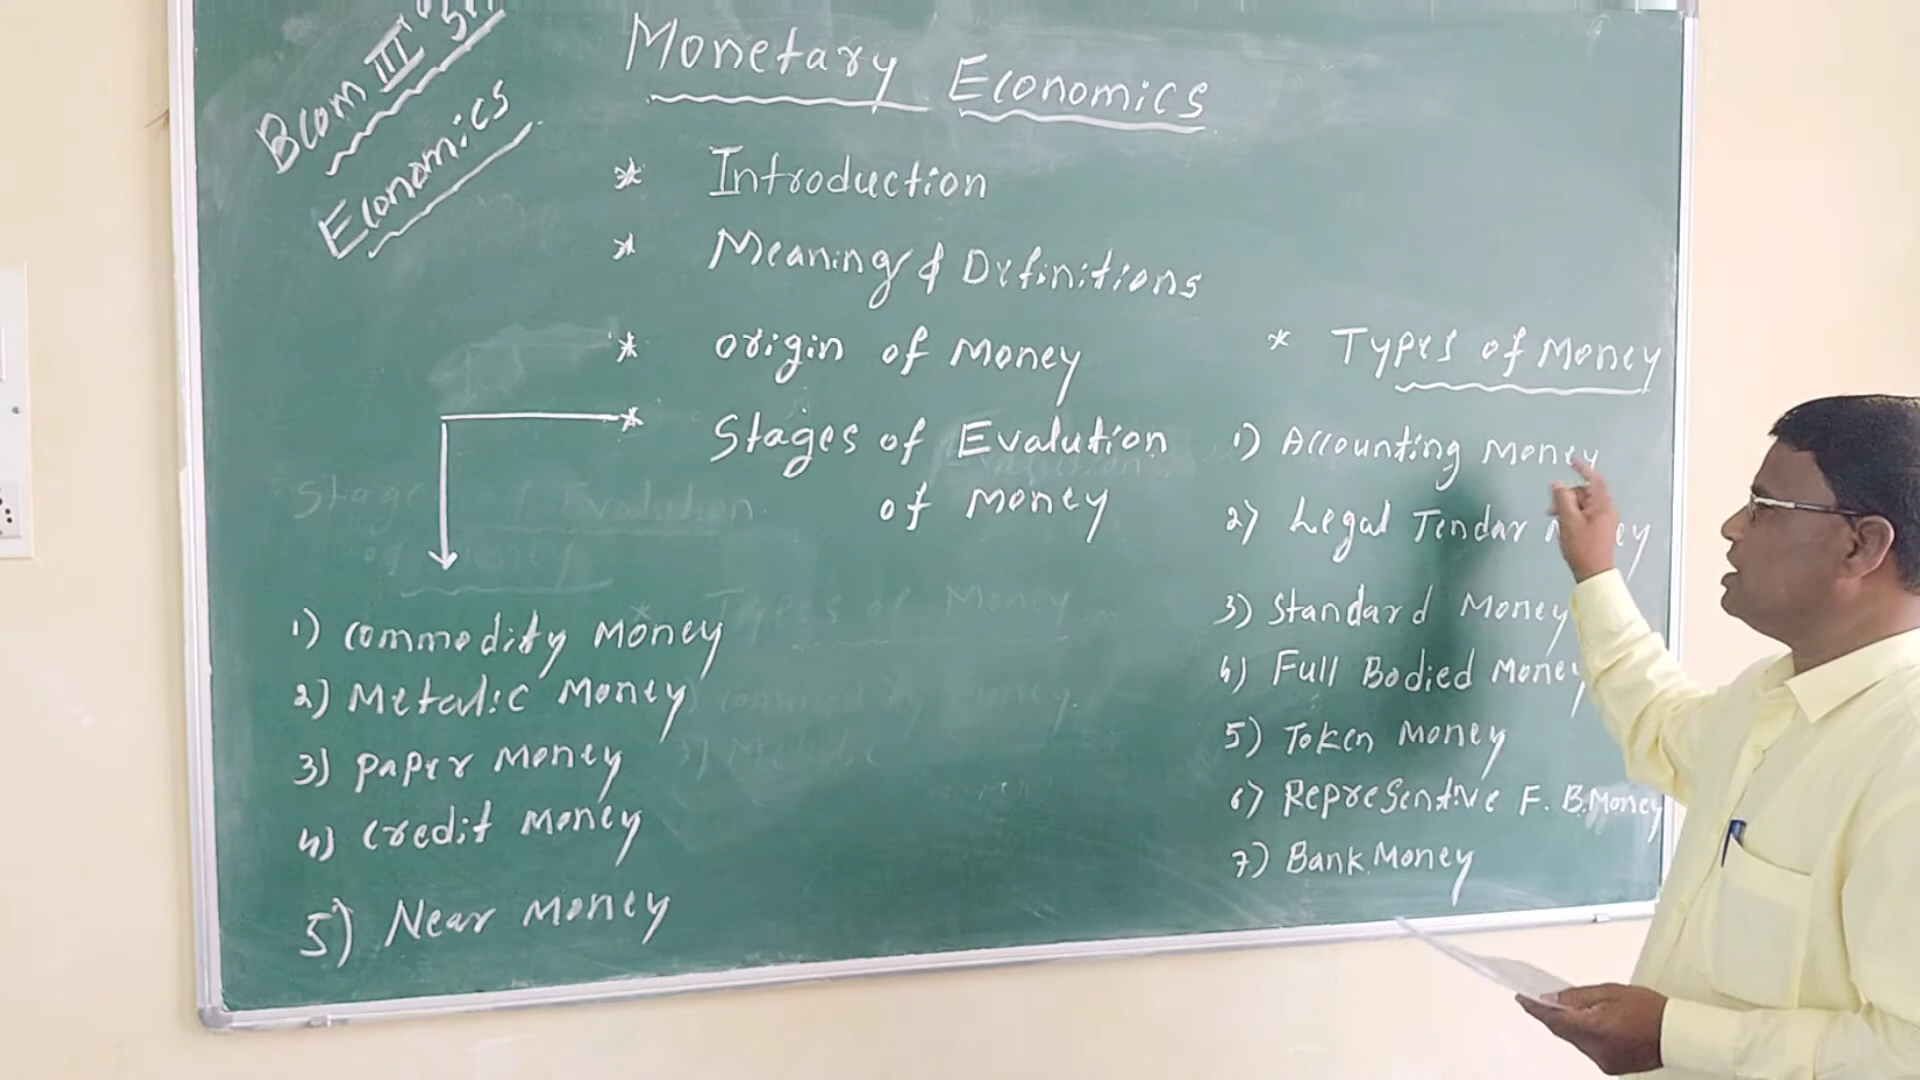 Bcom III
Economics
Monetary Economics
* Introduction
* Meaning & Definitions
* Origin of Money
* Stages of Evalution
of Money
1) Commodity Money
2) Metalic Money
3) Paper Money
4) Credit Money
5) Near Money
* Types of Money
1) Accounting Money
2) Legal Tendar
3) Standard Money
4) Full Bodied Money
5) Token Money
6) Representive F. B. Money
7) Bank Money